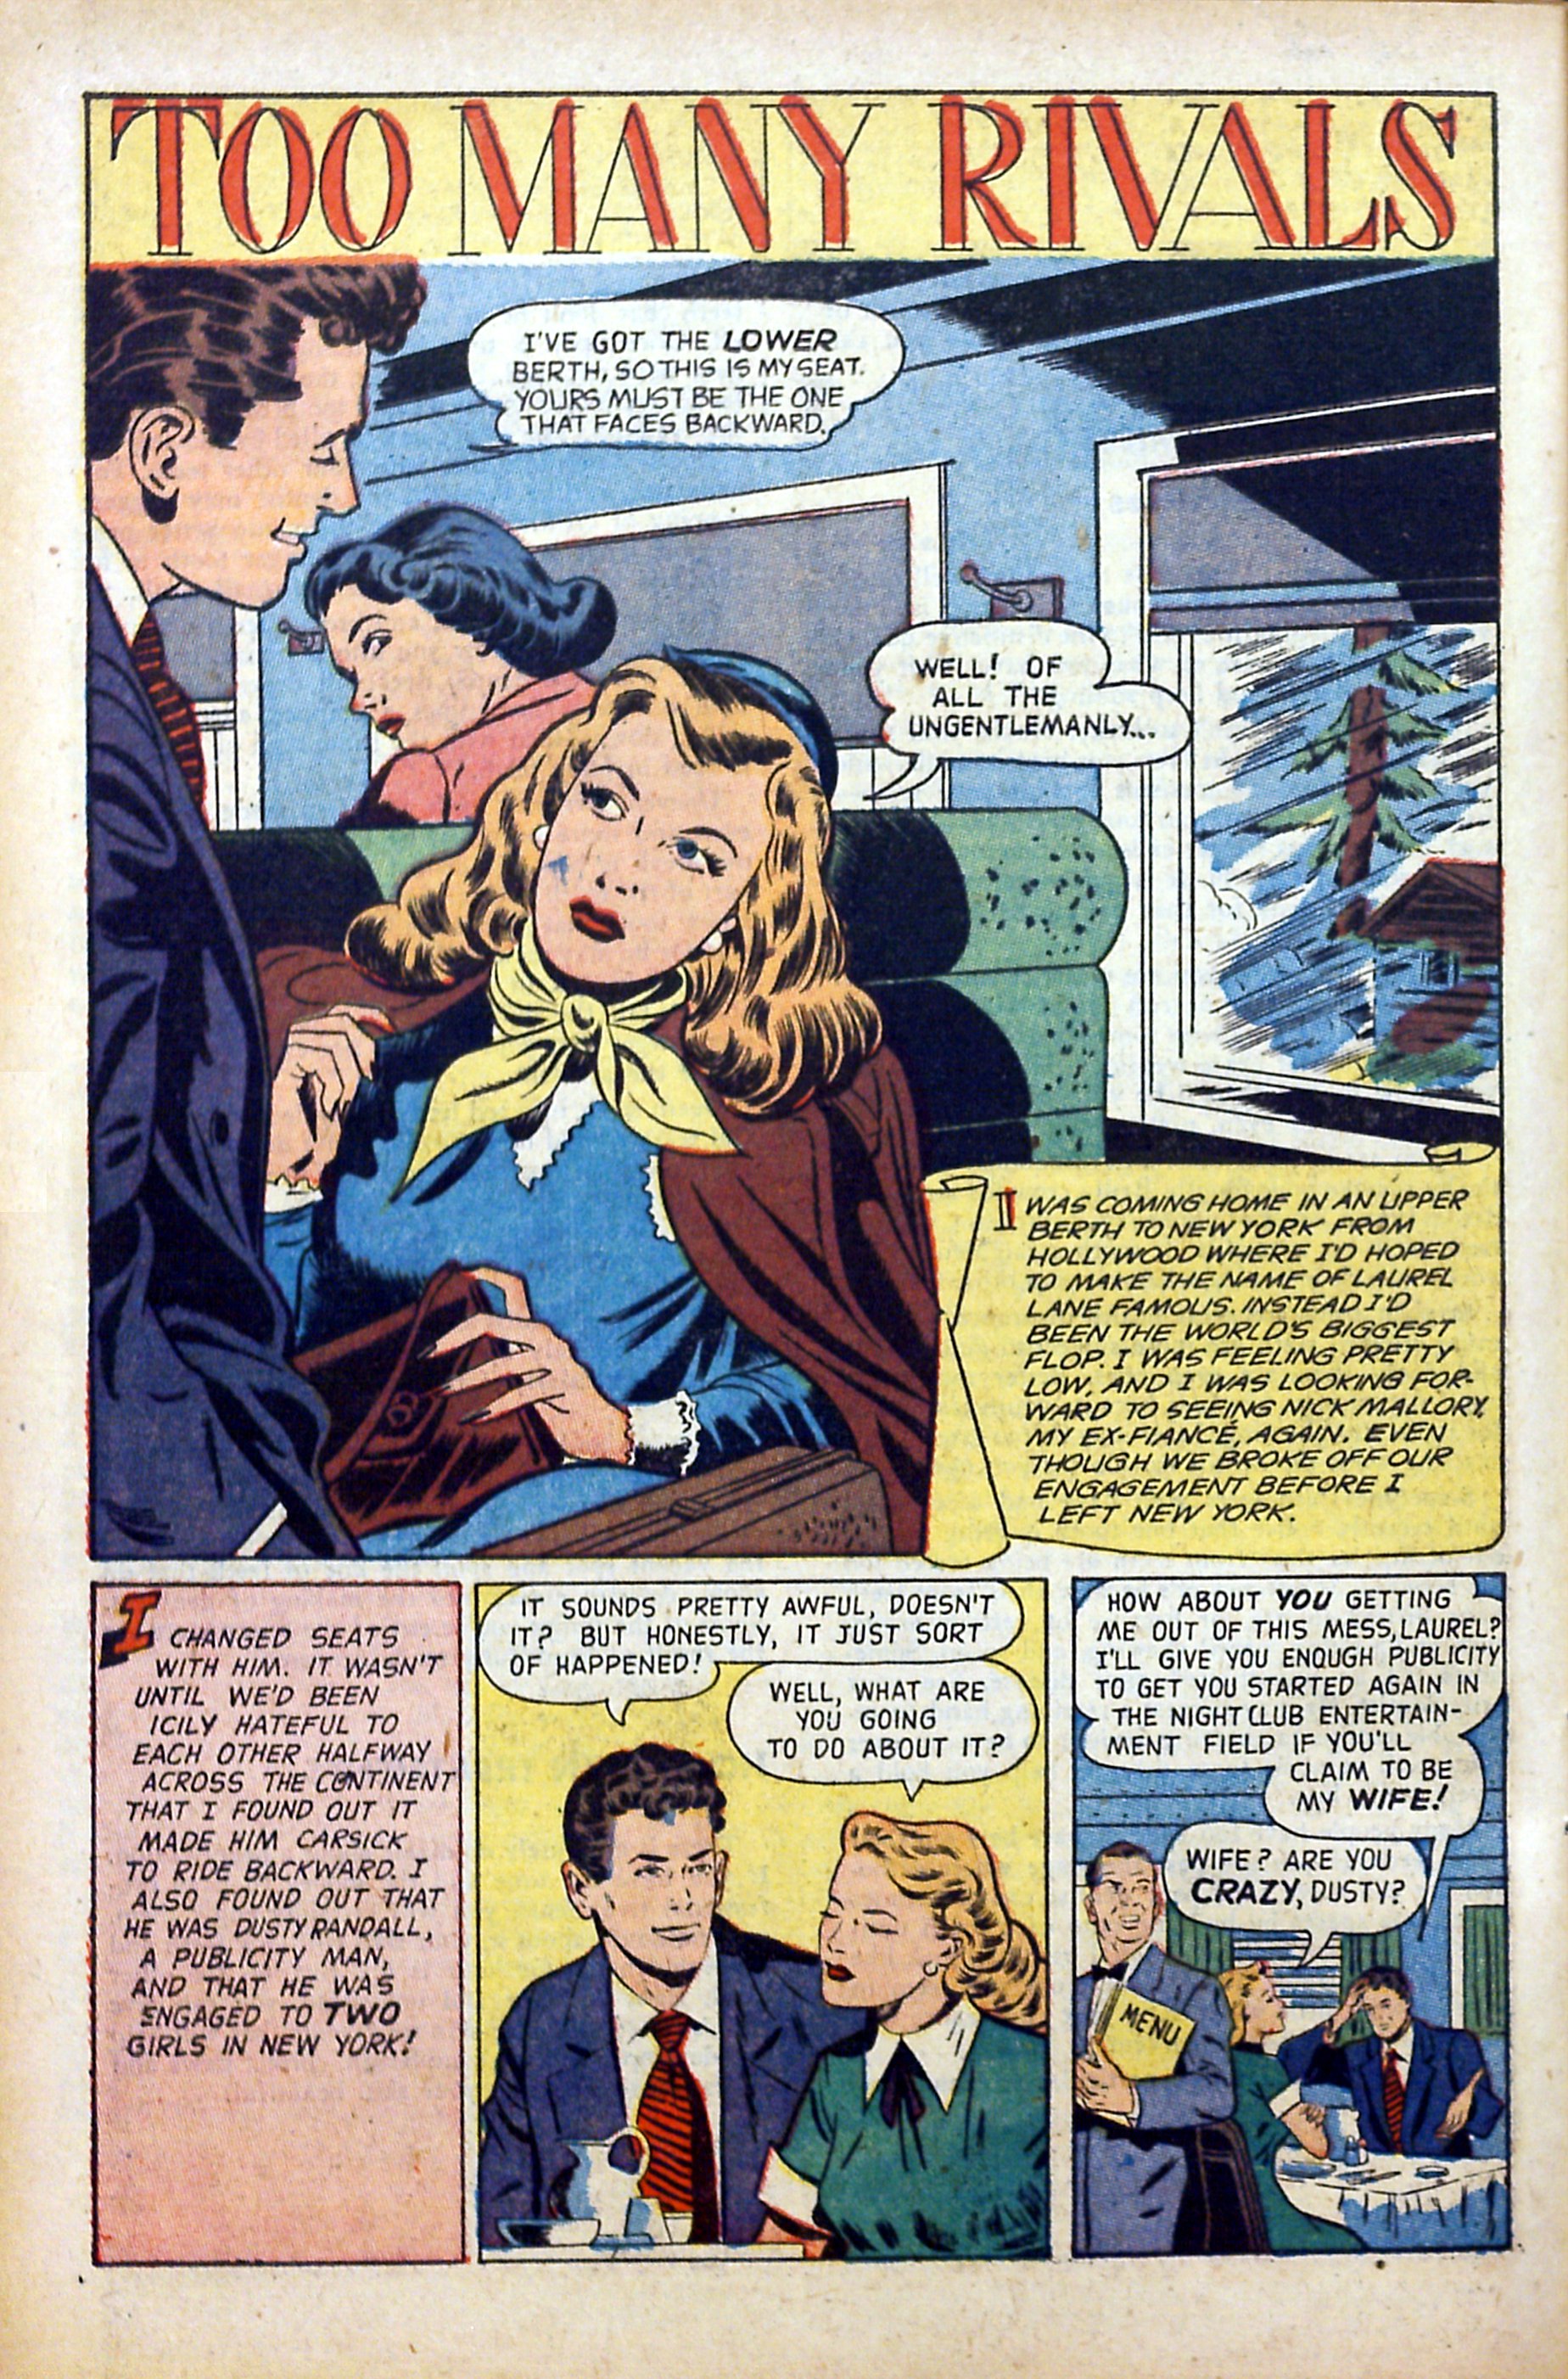 TOO MANY RIVALS
I'VE GOT THE LOWER
BERTH, SO THIS IS MY SEAT.
YOURS MUST BE THE ONE
THAT FACES BACKWARD.
WELL! OF
ALL THE
UNGENTLEMANLY...
I WAS COMING HOME IN AN UPPER
BERTH TO NEW YORK FROM
HOLLYWOOD WHERE I'D HOPED
TO MAKE THE NAME OF LAUREL
LANE FAMOUS. INSTEAD I'D
BEEN THE WORLD'S BIGGEST
FLOP. I WAS FEELING PRETTY
LOW, AND I WAS LOOKING FOR-
WARD TO SEEING NICK MALLORY,
MY EX-FIANCÉ, AGAIN. EVEN
THOUGH WE BROKE OFF OUR
ENGAGEMENT BEFORE I
LEFT NEW YORK.
I CHANGED SEATS
WITH HIM. IT WASN'T
UNTIL WE'D BEEN
ICILY HATEFUL TO
EACH OTHER HALFWAY
ACROSS THE CONTINENT
THAT I FOUND OUT IT
MADE HIM CARSICK
TO RIDE BACKWARD. I
ALSO FOUND OUT THAT
HE WAS DUSTY RANDALL,
A PUBLICITY MAN,
AND THAT HE WAS
ENGAGED TO TWO
GIRLS IN NEW YORK!
IT SOUNDS PRETTY AWFUL, DOESN'T
IT? BUT HONESTLY, IT JUST SORT
OF HAPPENED!
WELL, WHAT ARE
YOU GOING
TO DO ABOUT IT?
HOW ABOUT YOU GETTING
ME OUT OF THIS MESS, LAUREL?
I'LL GIVE YOU ENOUGH PUBLICITY
TO GET YOU STARTED AGAIN IN
THE NIGHT CLUB ENTERTAIN-
MENT FIELD IF YOU'LL
CLAIM TO BE
MY WIFE!
WIFE? ARE YOU
CRAZY, DUSTY?
MENU